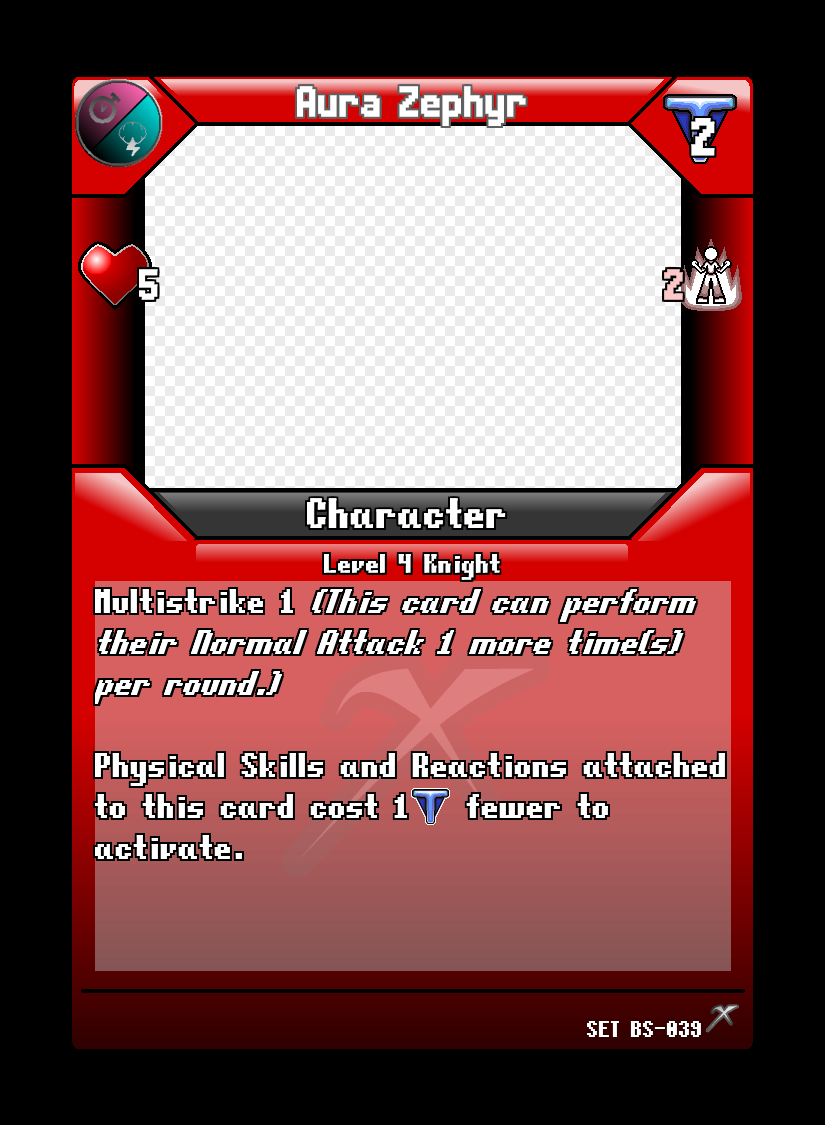 Aura Zephyr
2
5
2
Character
Level 4 Knight
Multistrike 1 (This card can perform
their Normal Attack 1 more time(s)
per round.)
Physical Skills and Reactions attached
to this card cost 1T fewer to
activate.
SET BS-039